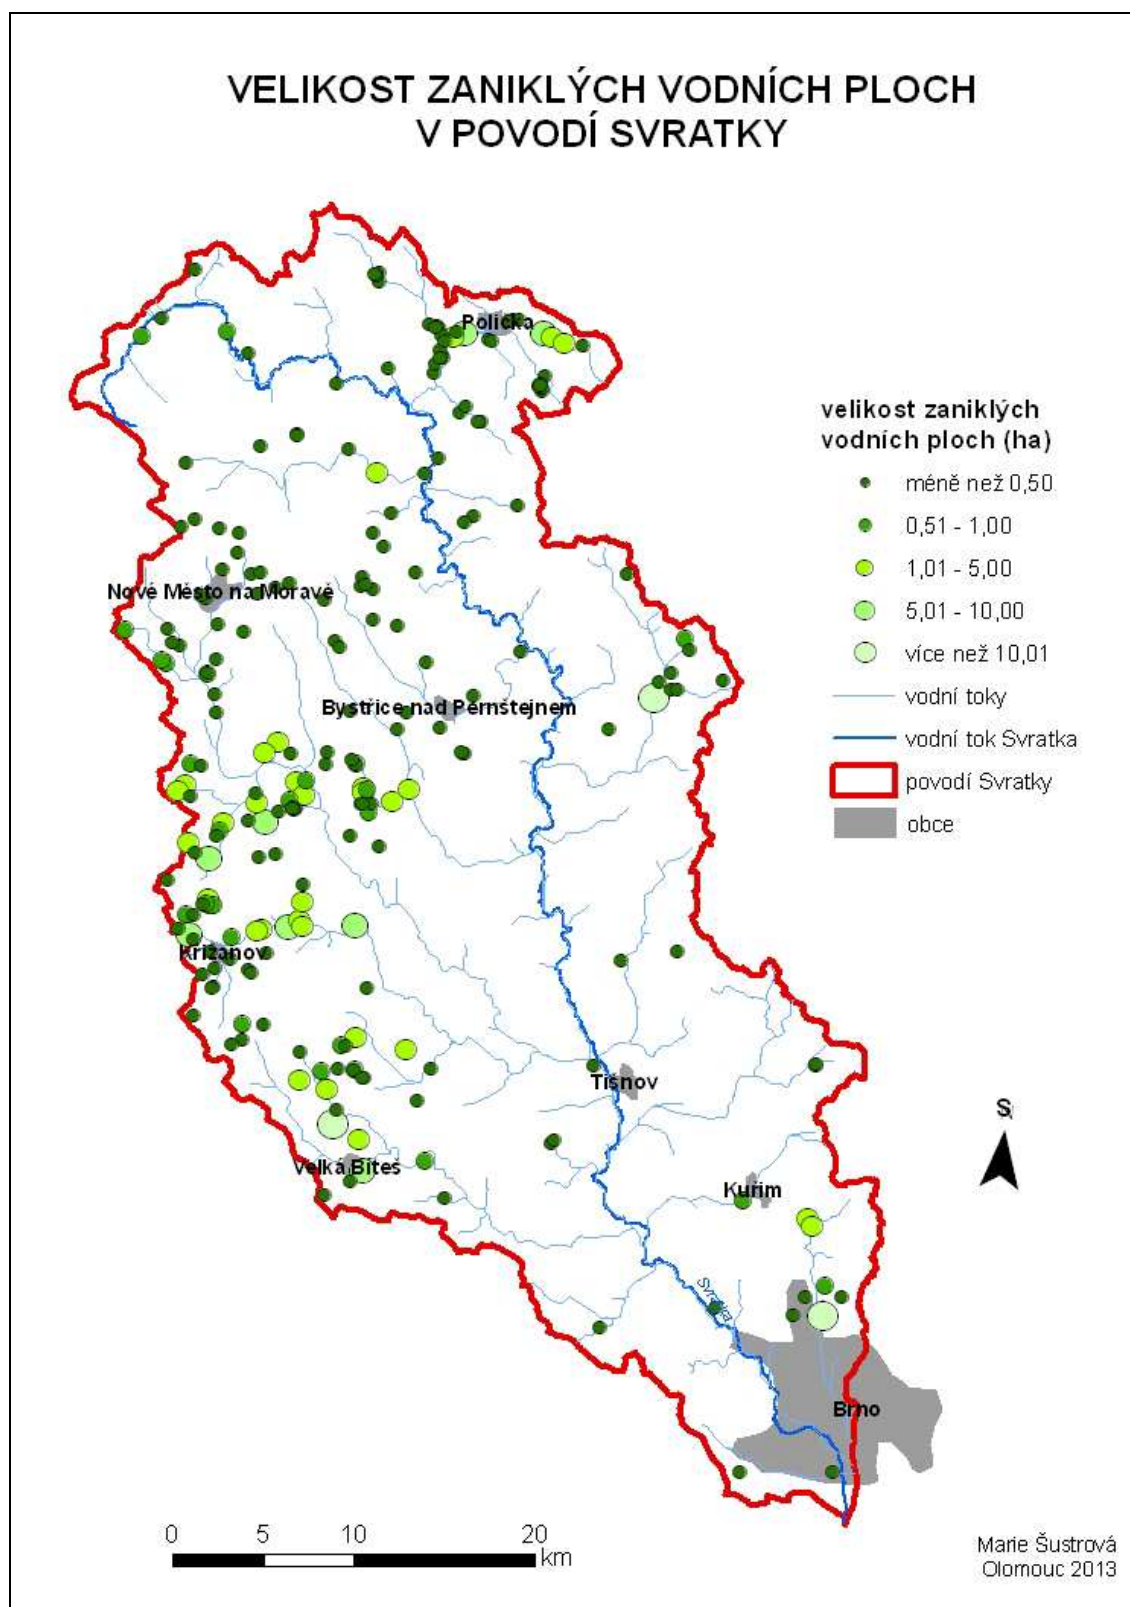 VELIKOST ZANIKLÝCH VODNÍCH PLOCH
V POVODÍ SVRATKY
Polička
velikost zaniklých
vodních ploch (ha)
méně než 0,50
0,51 - 1,00
1,01 - 5,00
5,01 - 10,00
více než 10,01
vodní toky
vodní tok Svratka
povodí Svratky
obce
Nové Město na Moravě
Bystřice nad Pernštejnem
Křižanov
Tišnov
S
Velká Bíteš
Kuřim
Svratka
Brno
0 5 10 20
km
Marie Šustrová
Olomouc 2013